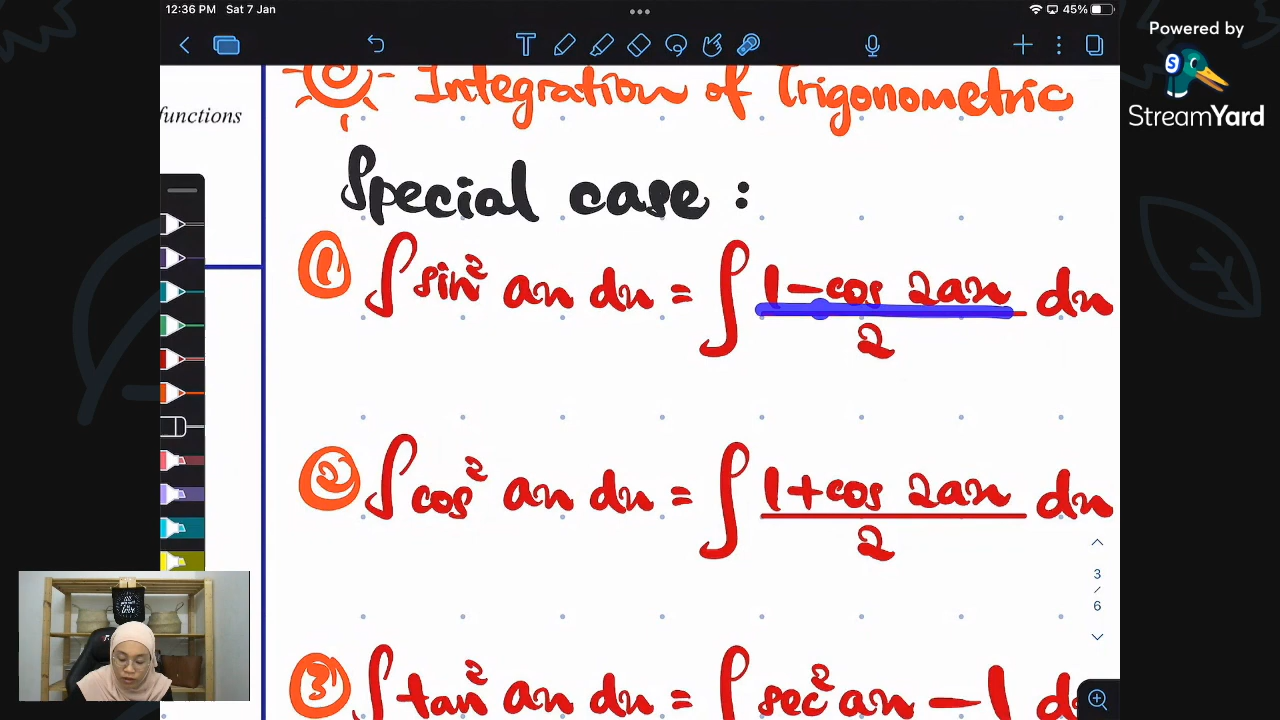 12:36 PM Sat 7 Jan
45%
Powered by
StreamYard
functions
Integration of Trigonometric
Special case :
① ∫ sin² ax dx = ∫ 1 − cos 2ax / 2 dx
② ∫ cos² ax dx = ∫ 1 + cos 2ax / 2 dx
③ ∫ tan² ax dx = ∫ sec² ax − 1 d
3
/
6